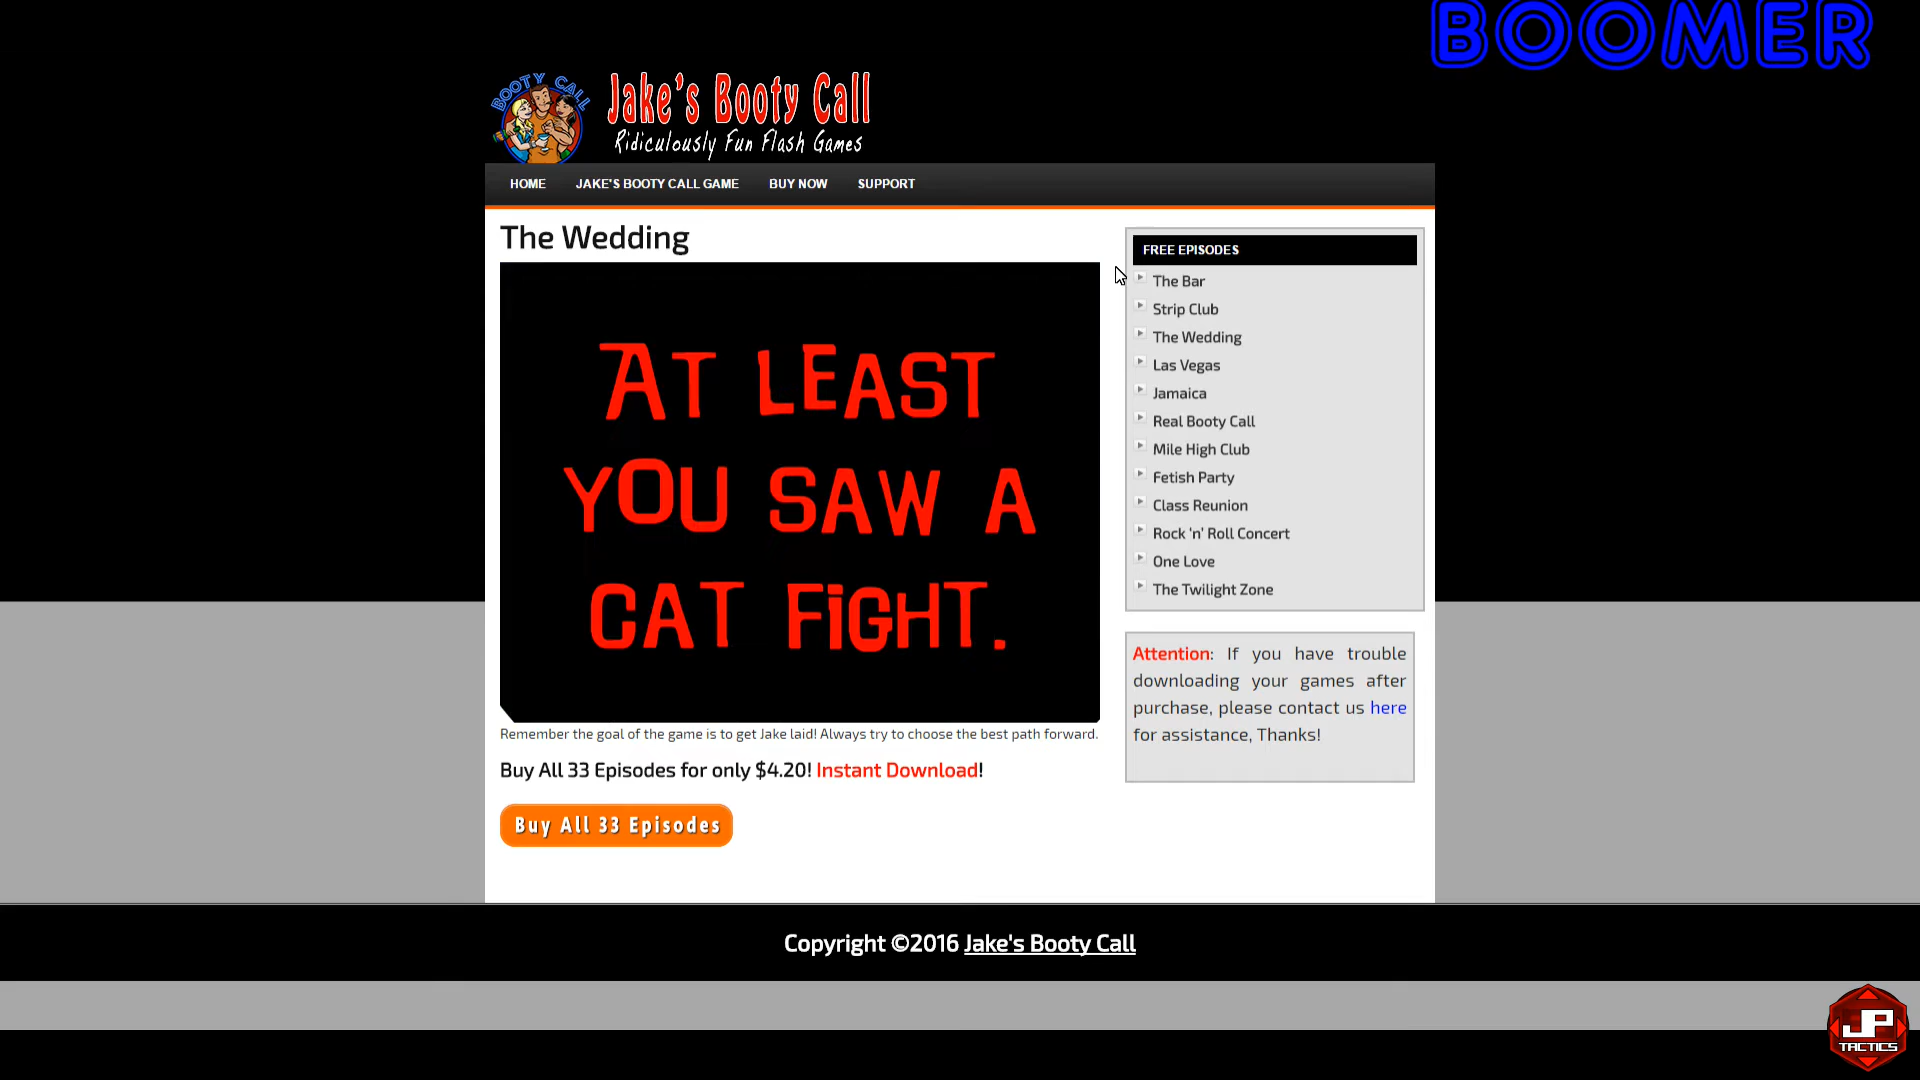 BOOMER
BOOTY CALL
Jake's Booty Call
Ridiculously Fun Flash Games
HOME JAKE'S BOOTY CALL GAME BUY NOW SUPPORT
The Wedding
AT LEAST
YOU SAW A
CAT FiGHT.
Remember the goal of the game is to get Jake laid! Always try to choose the best path forward.
Buy All 33 Episodes for only $4.20! Instant Download!
Buy All 33 Episodes
FREE EPISODES
The Bar
Strip Club
The Wedding
Las Vegas
Jamaica
Real Booty Call
Mile High Club
Fetish Party
Class Reunion
Rock ‘n’ Roll Concert
One Love
The Twilight Zone
Attention: If you have trouble
downloading your games after
purchase, please contact us here
for assistance, Thanks!
Copyright ©2016 Jake's Booty Call
JP
TACTICS